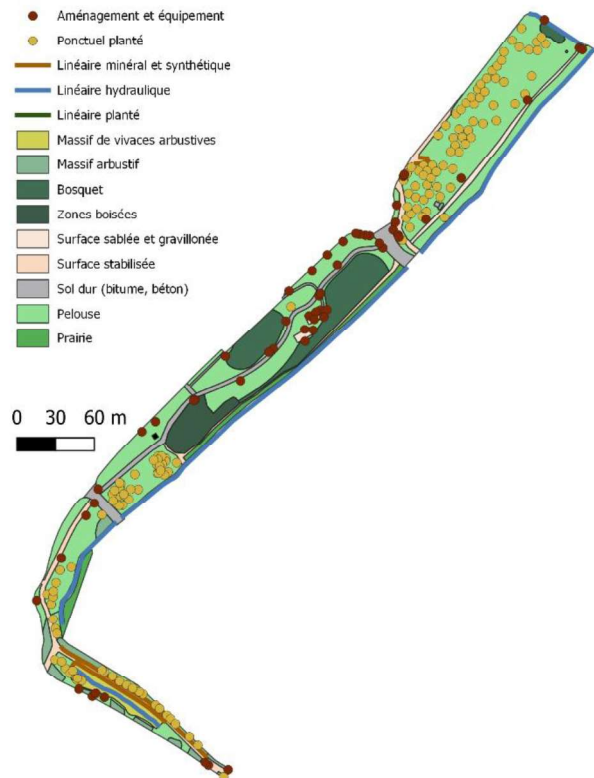 Aménagement et équipement
Ponctuel planté
Linéaire minéral et synthétique
Linéaire hydraulique
Linéaire planté
Massif de vivaces arbustives
Massif arbustif
Bosquet
Zones boisées
Surface sablée et gravillonée
Surface stabilisée
Sol dur (bitume, béton)
Pelouse
Prairie
0 30 60 m